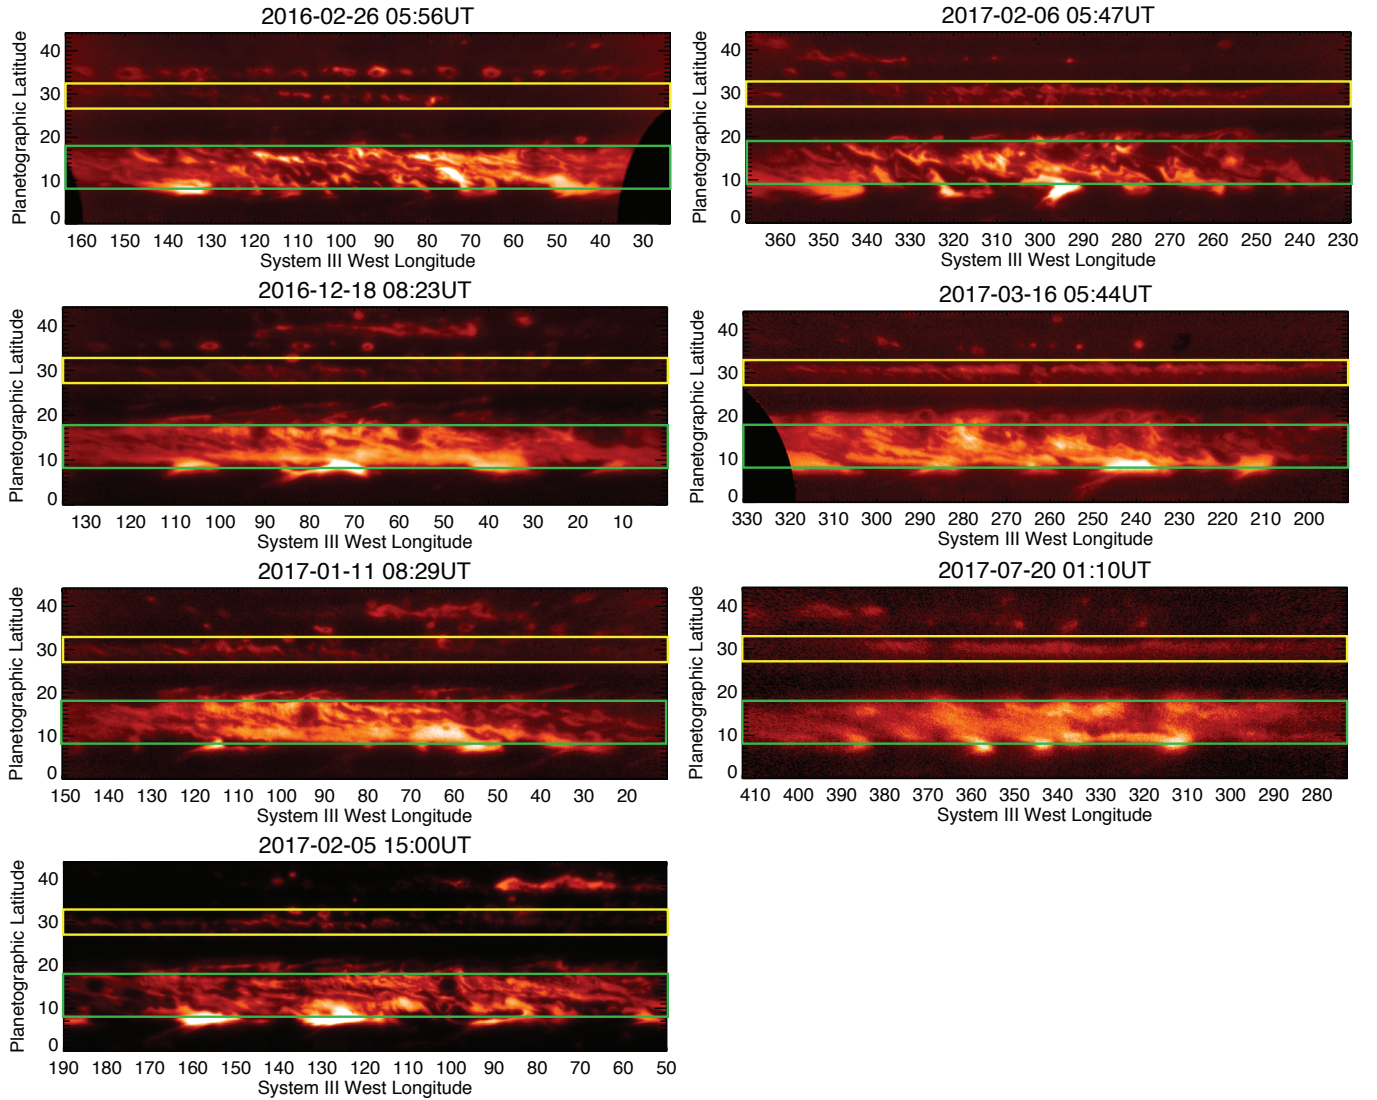 2016-02-26 05:56UT
Planetographic Latitude
40
30
20
10
0
160 150 140 130 120 110 100 90 80 70 60 50 40 30
System III West Longitude
2017-02-06 05:47UT
Planetographic Latitude
40
30
20
10
0
360 350 340 330 320 310 300 290 280 270 260 250 240 230
System III West Longitude
2016-12-18 08:23UT
Planetographic Latitude
40
30
20
10
0
130 120 110 100 90 80 70 60 50 40 30 20 10
System III West Longitude
2017-03-16 05:44UT
Planetographic Latitude
40
30
20
10
0
330 320 310 300 290 280 270 260 250 240 230 220 210 200
System III West Longitude
2017-01-11 08:29UT
Planetographic Latitude
40
30
20
10
0
150 140 130 120 110 100 90 80 70 60 50 40 30 20
System III West Longitude
2017-07-20 01:10UT
Planetographic Latitude
40
30
20
10
0
410 400 390 380 370 360 350 340 330 320 310 300 290 280
System III West Longitude
2017-02-05 15:00UT
Planetographic Latitude
40
30
20
10
0
190 180 170 160 150 140 130 120 110 100 90 80 70 60 50
System III West Longitude